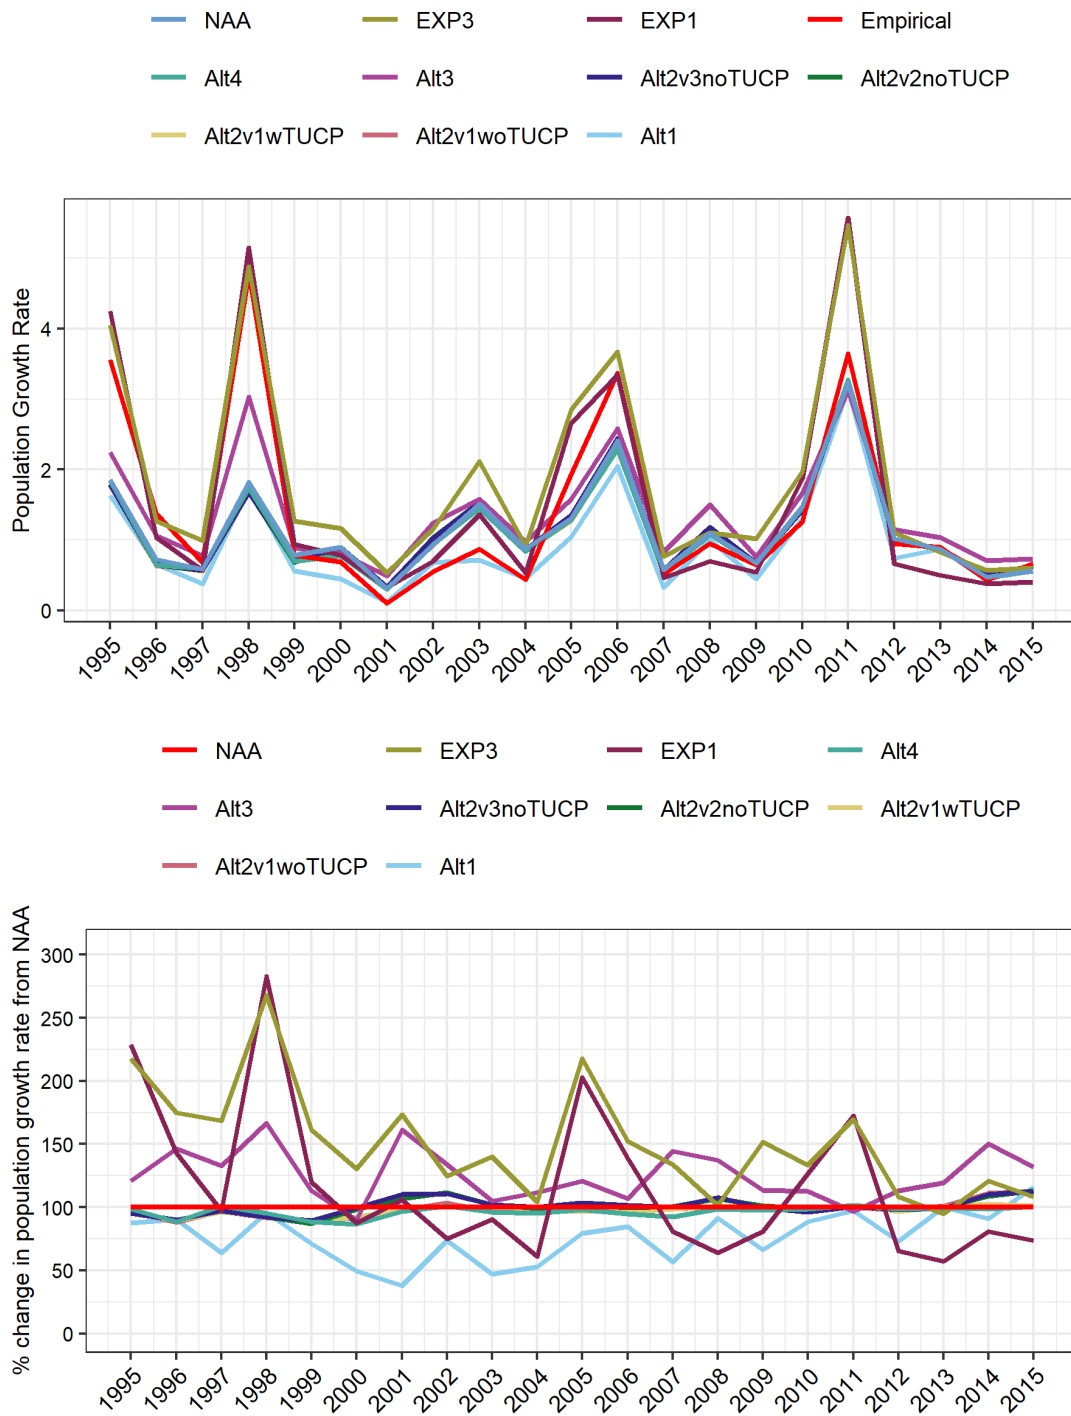 NAA EXP3 EXP1 Empirical
Alt4 Alt3 Alt2v3noTUCP Alt2v2noTUCP
Alt2v1wTUCP Alt2v1woTUCP Alt1
Population Growth Rate
4
2
0
1995 1996 1997 1998 1999 2000 2001 2002 2003 2004 2005 2006 2007 2008 2009 2010 2011 2012 2013 2014 2015
NAA EXP3 EXP1 Alt4
Alt3 Alt2v3noTUCP Alt2v2noTUCP Alt2v1wTUCP
Alt2v1woTUCP Alt1
% change in population growth rate from NAA
300
250
200
150
100
50
0
1995 1996 1997 1998 1999 2000 2001 2002 2003 2004 2005 2006 2007 2008 2009 2010 2011 2012 2013 2014 2015